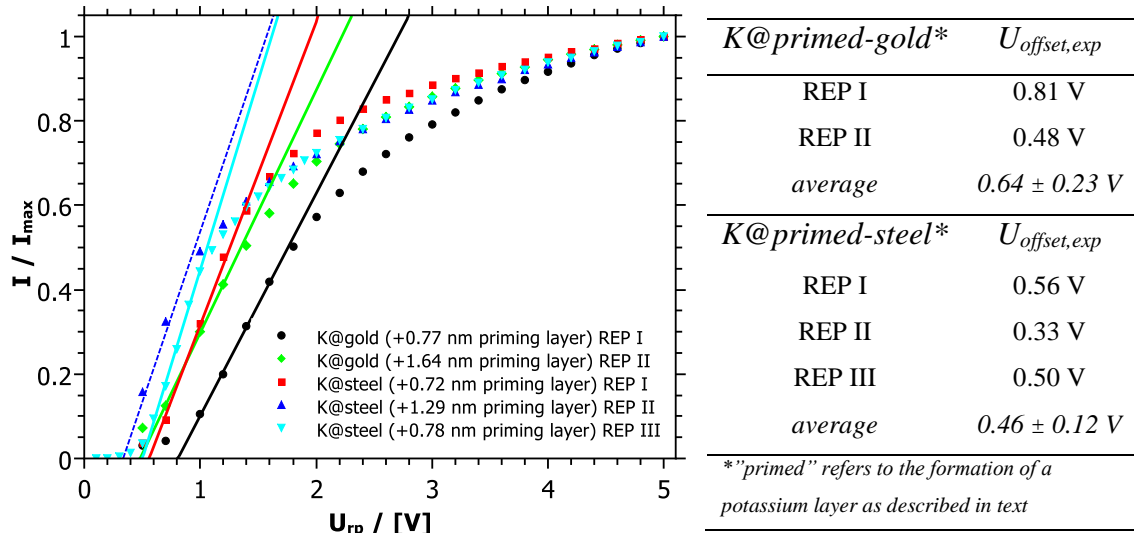 1
0.8
0.6
0.4
0.2
0
I / I_max
0 1 2 3 4 5
U_rp / [V]
K@gold (+0.77 nm priming layer) REP I
K@gold (+1.64 nm priming layer) REP II
K@steel (+0.72 nm priming layer) REP I
K@steel (+1.29 nm priming layer) REP II
K@steel (+0.78 nm priming layer) REP III
K@primed-gold* U_offset,exp
REP I 0.81 V
REP II 0.48 V
average 0.64 ± 0.23 V
K@primed-steel* U_offset,exp
REP I 0.56 V
REP II 0.33 V
REP III 0.50 V
average 0.46 ± 0.12 V
*”primed” refers to the formation of a
potassium layer as described in text